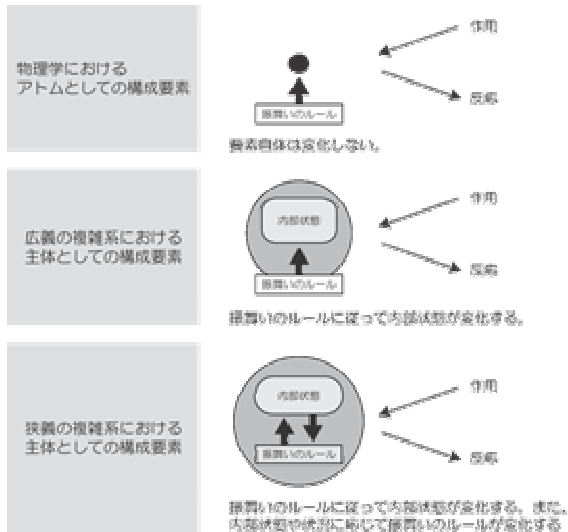 物理学における
アトムとしての構成要素
作用
反応
振舞いのルール
要素自体は変化しない。
広義の複雑系における
主体としての構成要素
内部状態
作用
反応
振舞いのルール
振舞いのルールに従って内部状態が変化する。
狭義の複雑系における
主体としての構成要素
内部状態
作用
反応
振舞いのルール
振舞いのルールに従って内部状態が変化する。また、
内部状態や状況に応じて振舞いのルールが変化する